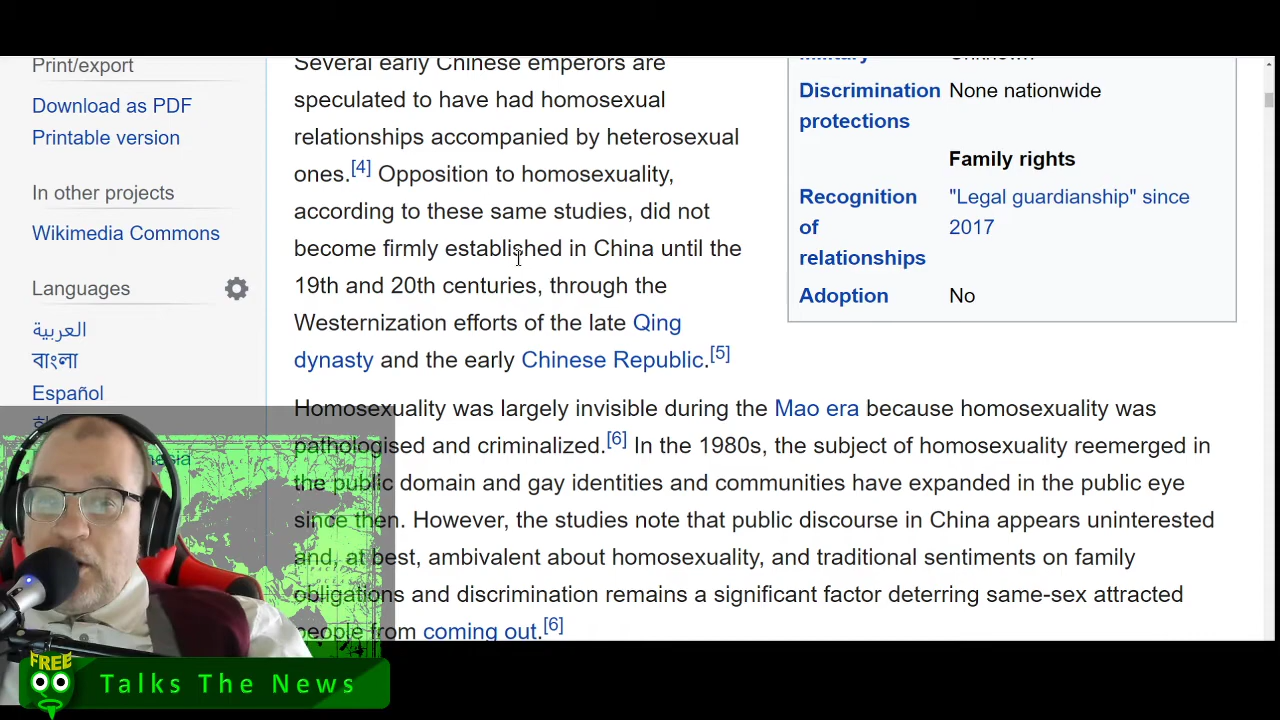 Print/export
Download as PDF
Printable version
In other projects
Wikimedia Commons
Languages
العربية
বাংলা
Español
Several early Chinese emperors are
speculated to have had homosexual
relationships accompanied by heterosexual
ones.[4] Opposition to homosexuality,
according to these same studies, did not
become firmly established in China until the
19th and 20th centuries, through the
Westernization efforts of the late Qing
dynasty and the early Chinese Republic.[5]
Discrimination protections None nationwide
Family rights
Recognition of relationships "Legal guardianship" since 2017
Adoption No
Homosexuality was largely invisible during the Mao era because homosexuality was
pathologised and criminalized.[6] In the 1980s, the subject of homosexuality reemerged in
the public domain and gay identities and communities have expanded in the public eye
since then. However, the studies note that public discourse in China appears uninterested
and, at best, ambivalent about homosexuality, and traditional sentiments on family
obligations and discrimination remains a significant factor deterring same-sex attracted
people from coming out.[6]
FREE
Talks The News